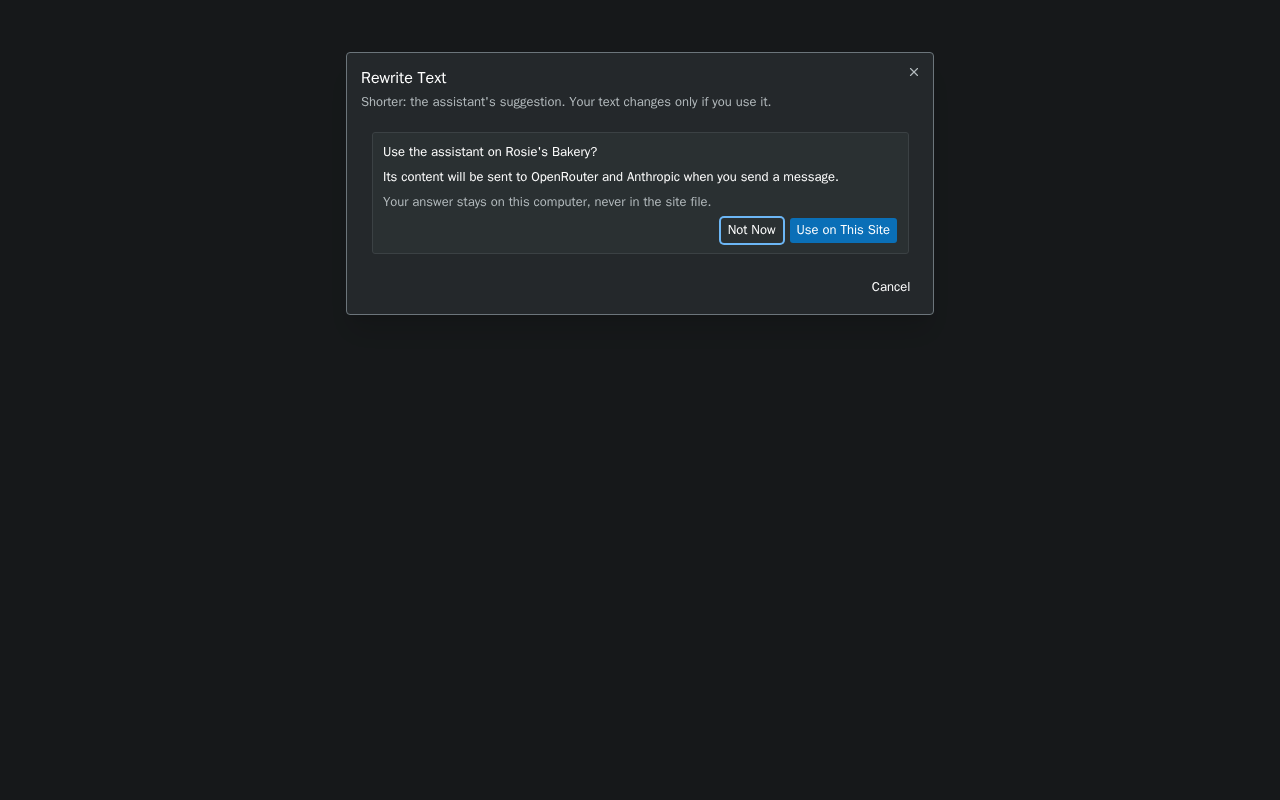 Rewrite Text
Shorter: the assistant's suggestion. Your text changes only if you use it.
Use the assistant on Rosie's Bakery?
Its content will be sent to OpenRouter and Anthropic when you send a message.
Your answer stays on this computer, never in the site file.
Not Now
Use on This Site
Cancel